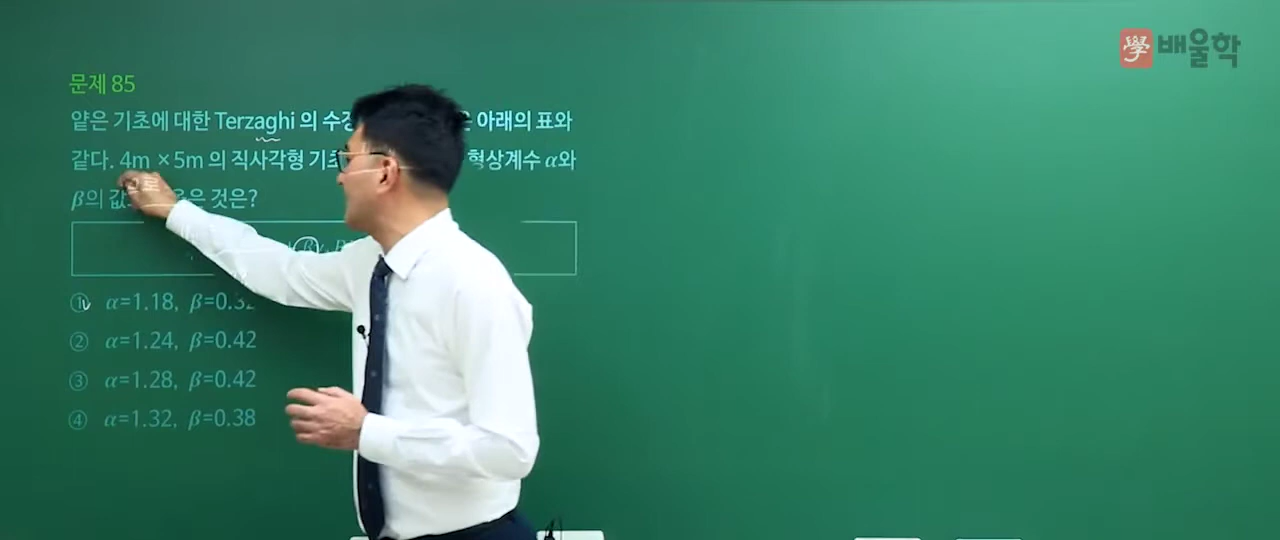 學 배울학
문제 85
얕은 기초에 대한 Terzaghi 의 수정 아래의 표와
같다. 4m ×5m 의 직사각형 기초 형상계수 α와
β의 값 은 것은?
① α=1.18, β=0.32
② α=1.24, β=0.42
③ α=1.28, β=0.42
④ α=1.32, β=0.38